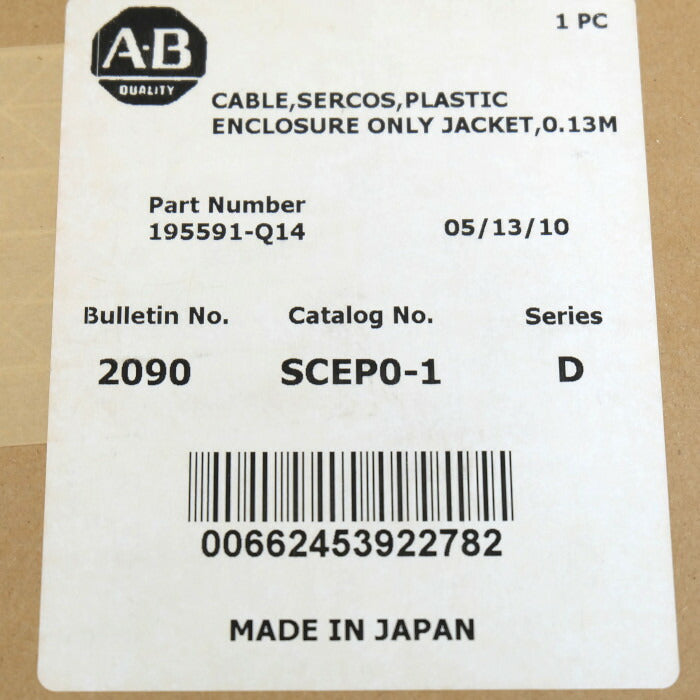 A·B
QUALITY
1 PC
CABLE,SERCOS,PLASTIC
ENCLOSURE ONLY JACKET,0.13M
Part Number
195591-Q14
05/13/10
Bulletin No. Catalog No. Series
2090 SCEP0-1 D
00662453922782
MADE IN JAPAN